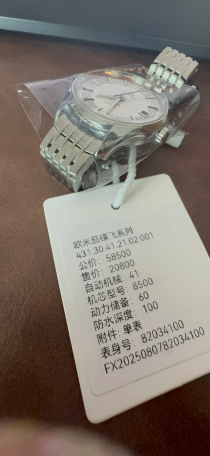 欧米茄碟飞系列
431.30.41.21.02.001
公价: 58500
售价: 20800
自动机械: 41
机芯型号: 8500
动力储备: 60
防水深度: 100
附件: 单表
表身号: 82034100
FX2025080782034100